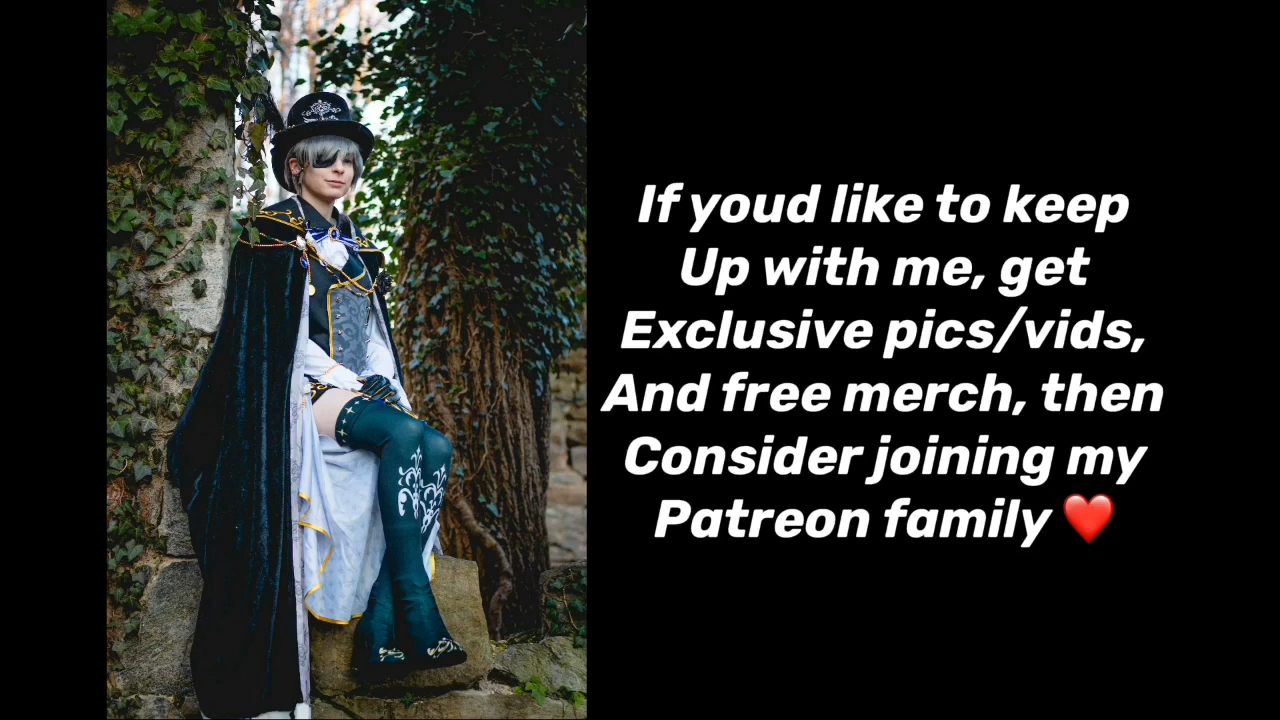 If youd like to keep
Up with me, get
Exclusive pics/vids,
And free merch, then
Consider joining my
Patreon family ❤️